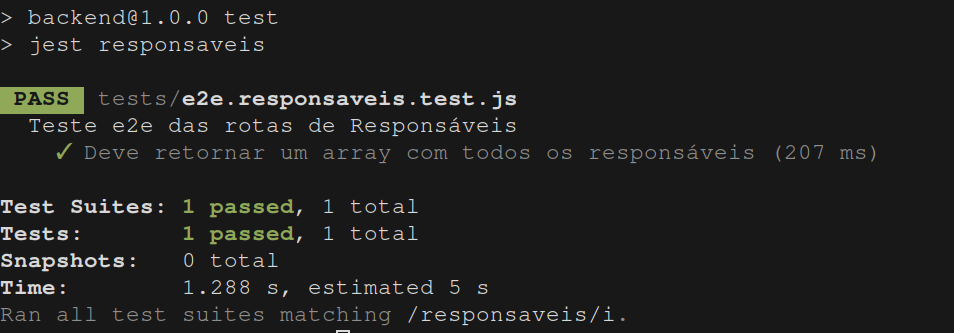 > backend@1.0.0 test
> jest responsaveis
PASS tests/e2e.responsaveis.test.js
Teste e2e das rotas de Responsáveis
✓ Deve retornar um array com todos os responsáveis (207 ms)
Test Suites: 1 passed, 1 total
Tests: 1 passed, 1 total
Snapshots: 0 total
Time: 1.288 s, estimated 5 s
Ran all test suites matching /responsaveis/i.